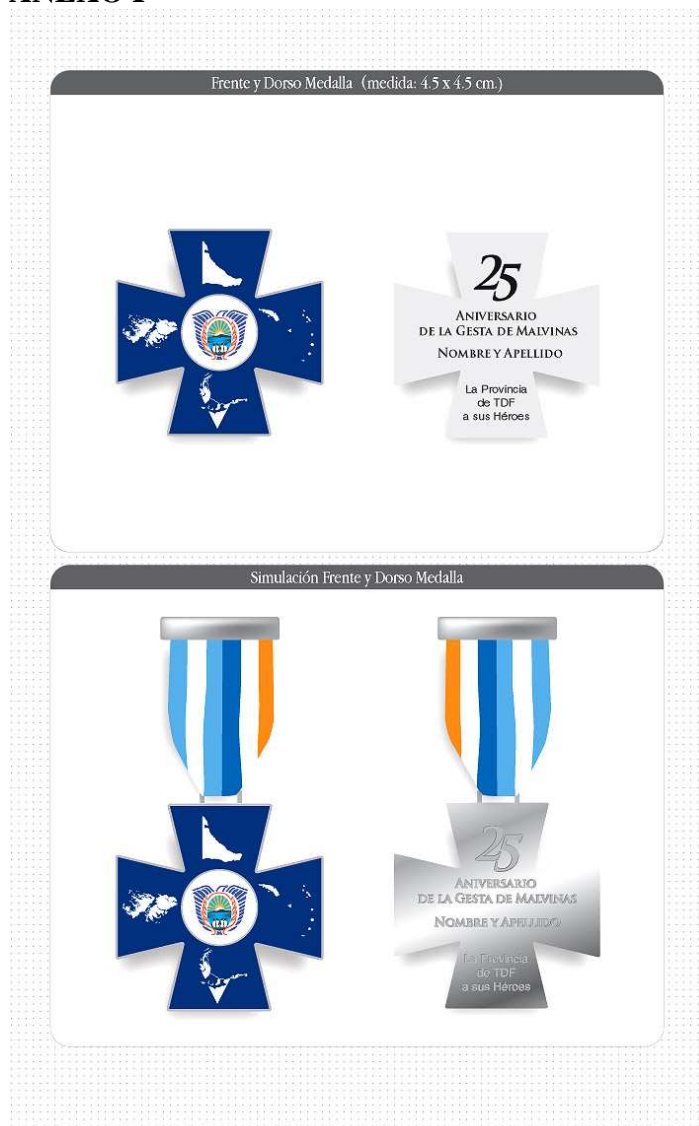 Frente y Dorso Medalla (medida: 4.5 x 4.5 cm.)
25
ANIVERSARIO
DE LA GESTA DE MALVINAS
NOMBRE Y APELLIDO
La Provincia
de TDF
a sus Héroes
Simulación Frente y Dorso Medalla
25
ANIVERSARIO
DE LA GESTA DE MALVINAS
NOMBRE Y APELLIDO
La Provincia
de TDF
a sus Héroes